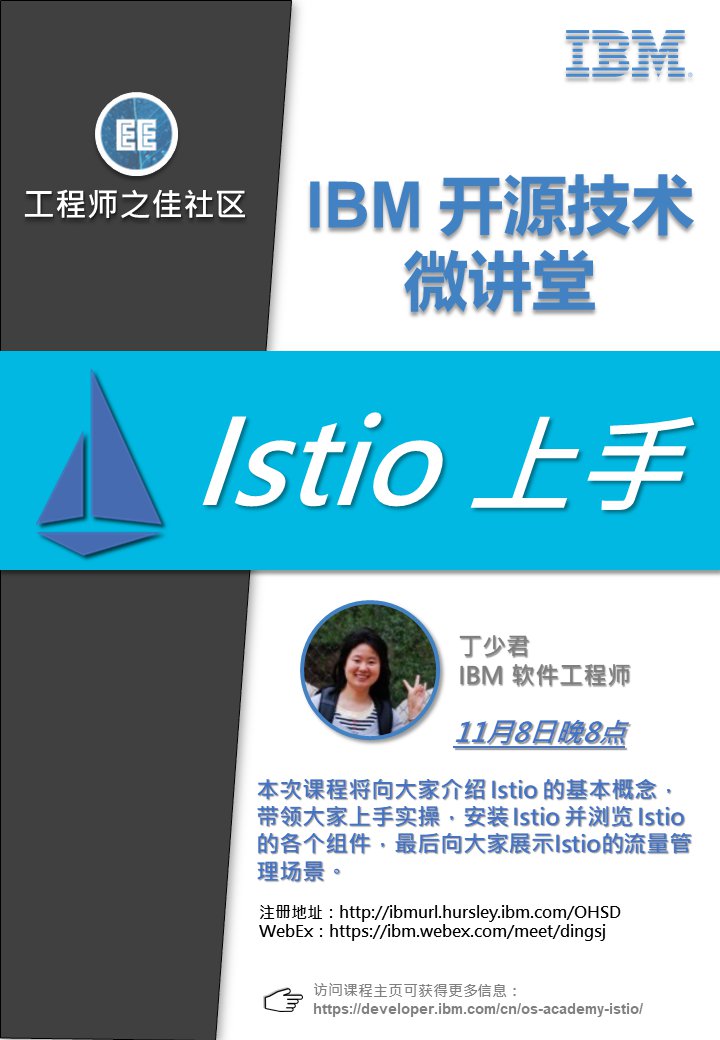 IBM
EE
工程师之佳社区
IBM 开源技术
微讲堂
Istio 上手
丁少君
IBM 软件工程师
11月8日晚8点
本次课程将向大家介绍 Istio 的基本概念，
带领大家上手实操，安装 Istio 并浏览 Istio
的各个组件，最后向大家展示Istio的流量管
理场景。
注册地址：http://ibmurl.hursley.ibm.com/OHSD
WebEx：https://ibm.webex.com/meet/dingsj
访问课程主页可获得更多信息：
https://developer.ibm.com/cn/os-academy-istio/